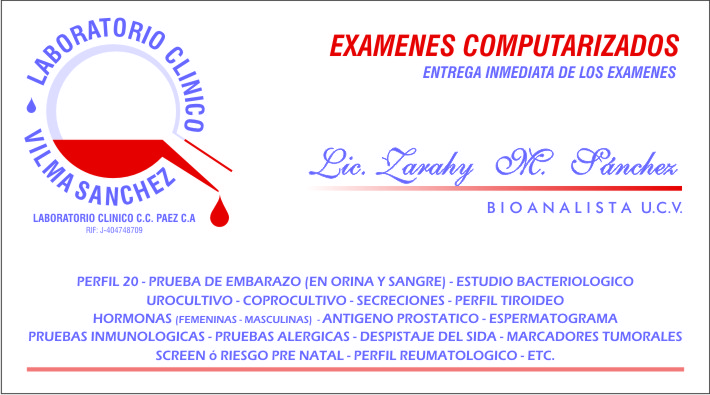 LABORATORIO CLINICO
VILMA SANCHEZ
LABORATORIO CLINICO C.C. PAEZ C.A
RIF: J-404748709
EXAMENES COMPUTARIZADOS
ENTREGA INMEDIATA DE LOS EXAMENES
Lic. Zarahy M. Sánchez
BIOANALISTA U.C.V.
PERFIL 20 - PRUEBA DE EMBARAZO (EN ORINA Y SANGRE) - ESTUDIO BACTERIOLOGICO
UROCULTIVO - COPROCULTIVO - SECRECIONES - PERFIL TIROIDEO
HORMONAS (FEMENINAS - MASCULINAS) - ANTIGENO PROSTATICO - ESPERMATOGRAMA
PRUEBAS INMUNOLOGICAS - PRUEBAS ALERGICAS - DESPISTAJE DEL SIDA - MARCADORES TUMORALES
SCREEN ó RIESGO PRE NATAL - PERFIL REUMATOLOGICO - ETC.